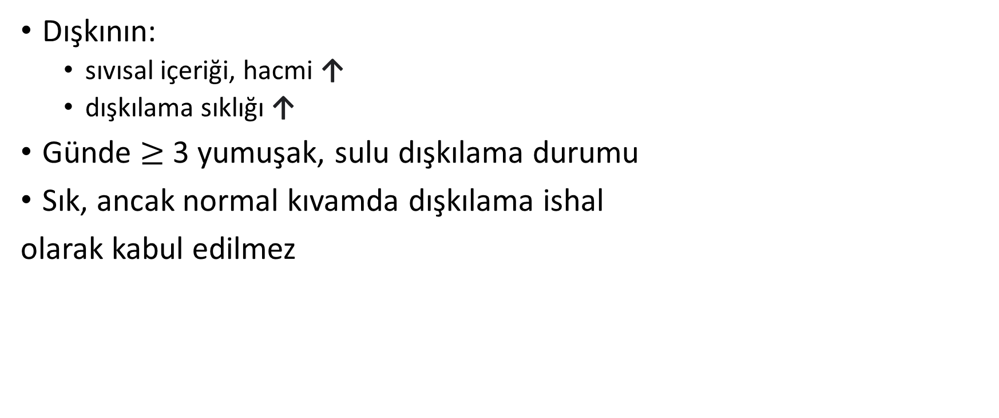 • Dışkının:
• sıvısal içeriği, hacmi ↑
• dışkılama sıklığı ↑
• Günde ≥ 3 yumuşak, sulu dışkılama durumu
• Sık, ancak normal kıvamda dışkılama ishal
olarak kabul edilmez